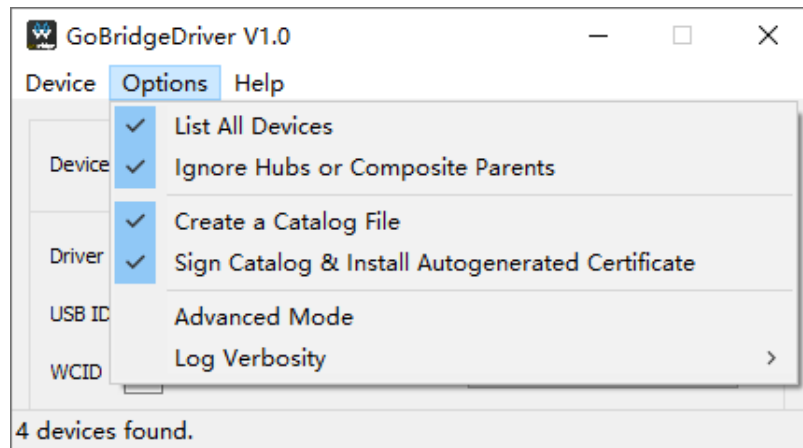 GoBridgeDriver V1.0
Device Options Help
List All Devices
Device
Ignore Hubs or Composite Parents
Create a Catalog File
Driver
Sign Catalog & Install Autogenerated Certificate
USB ID
Advanced Mode
Log Verbosity
WCID
4 devices found.